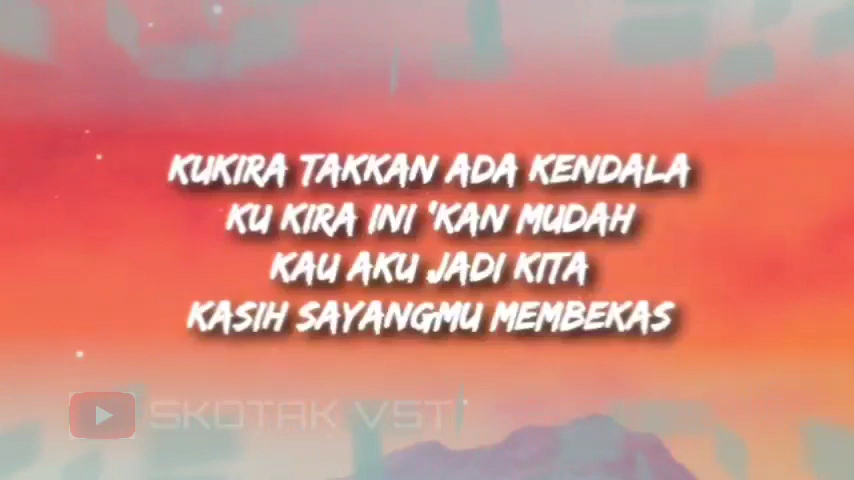 KUKIRA TAKKAN ADA KENDALA
KU KIRA INI 'KAN MUDAH
KAU AKU JADI KITA
KASIH SAYANGMU MEMBEKAS
SKOTAK VST